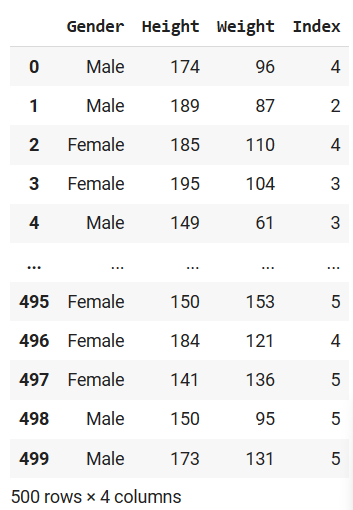 Gender Height Weight Index
0 Male 174 96 4
1 Male 189 87 2
2 Female 185 110 4
3 Female 195 104 3
4 Male 149 61 3
... ... ... ... ...
495 Female 150 153 5
496 Female 184 121 4
497 Female 141 136 5
498 Male 150 95 5
499 Male 173 131 5
500 rows × 4 columns